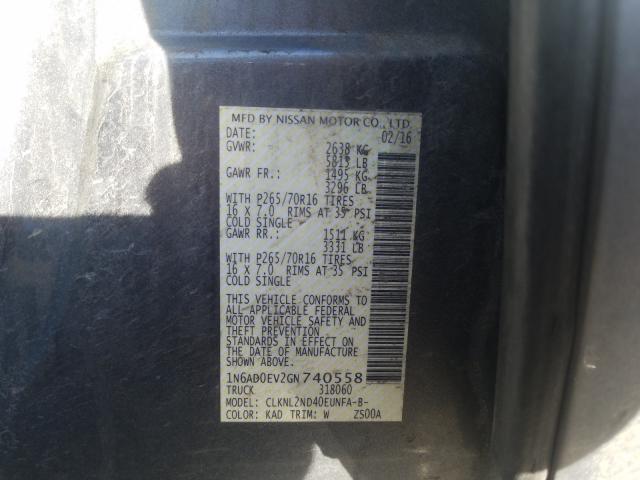 MFD BY NISSAN MOTOR CO., LTD.
DATE: 02/16
GVWR: 2638 KG
5815 LB
GAWR FR.: 1495 KG
3296 LB
WITH P265/70R16 TIRES
16 X 7.0 RIMS AT 35 PSI
COLD SINGLE
GAWR RR.: 1511 KG
3331 LB
WITH P265/70R16 TIRES
16 X 7.0 RIMS AT 35 PSI
COLD SINGLE
THIS VEHICLE CONFORMS TO
ALL APPLICABLE FEDERAL
MOTOR VEHICLE SAFETY AND
THEFT PREVENTION
STANDARDS IN EFFECT ON
THE DATE OF MANUFACTURE
SHOWN ABOVE.
1N6AD0EV2GN740558
TRUCK 318060
MODEL: CLKNL2ND40EUNFA-B-
COLOR: KAD TRIM: W ZS00A